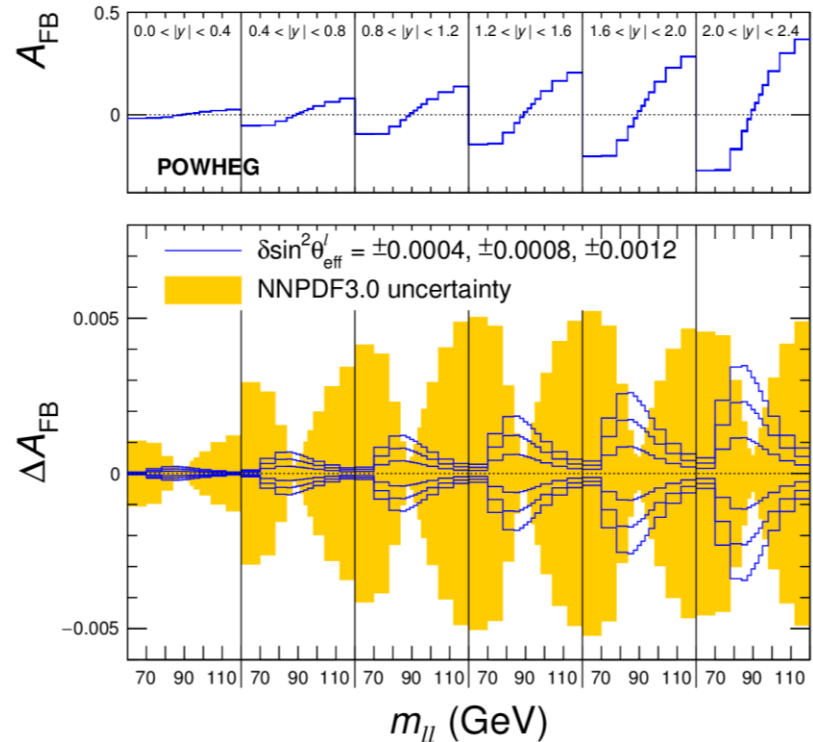 A_FB
0.5
0
0.0 < |y| < 0.4
0.4 < |y| < 0.8
0.8 < |y| < 1.2
1.2 < |y| < 1.6
1.6 < |y| < 2.0
2.0 < |y| < 2.4
POWHEG
δsin²θ^l_eff = ±0.0004, ±0.0008, ±0.0012
NNPDF3.0 uncertainty
ΔA_FB
0.005
0
−0.005
70 90 110 70 90 110 70 90 110 70 90 110 70 90 110 70 90 110
m_ll (GeV)